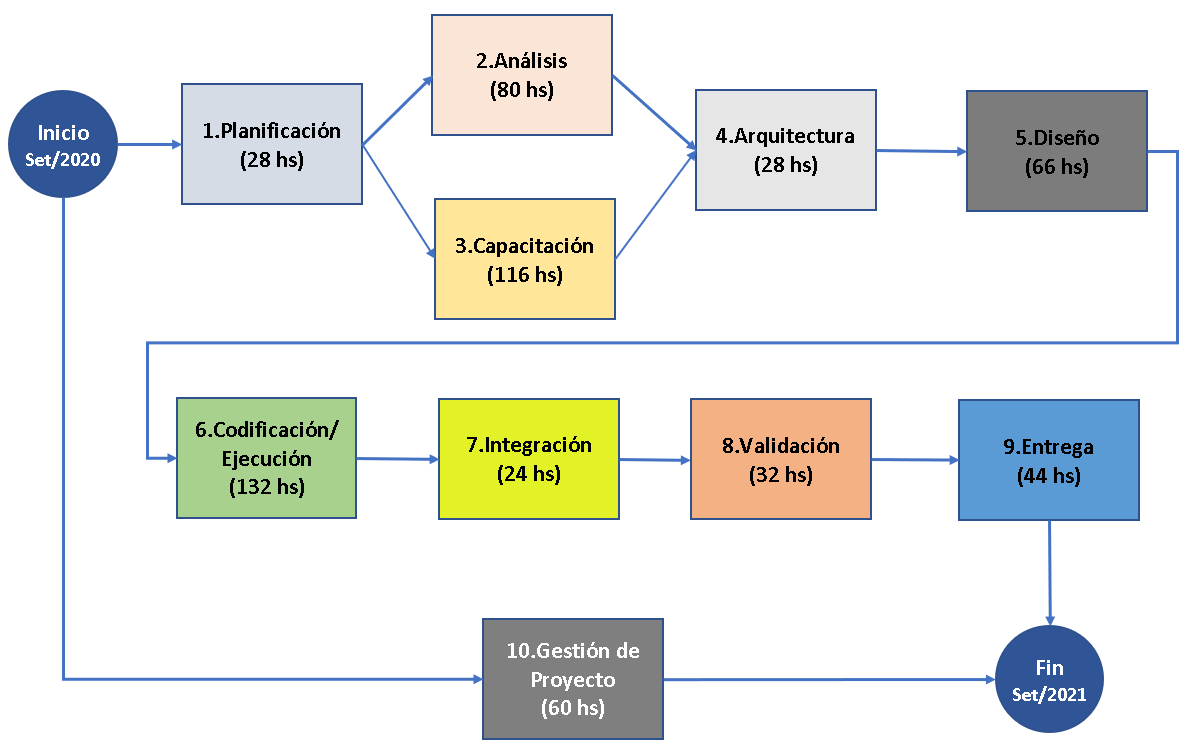 Inicio
Set/2020
1.Planificación
(28 hs)
2.Análisis
(80 hs)
3.Capacitación
(116 hs)
4.Arquitectura
(28 hs)
5.Diseño
(66 hs)
6.Codificación/
Ejecución
(132 hs)
7.Integración
(24 hs)
8.Validación
(32 hs)
9.Entrega
(44 hs)
10.Gestión de
Proyecto
(60 hs)
Fin
Set/2021